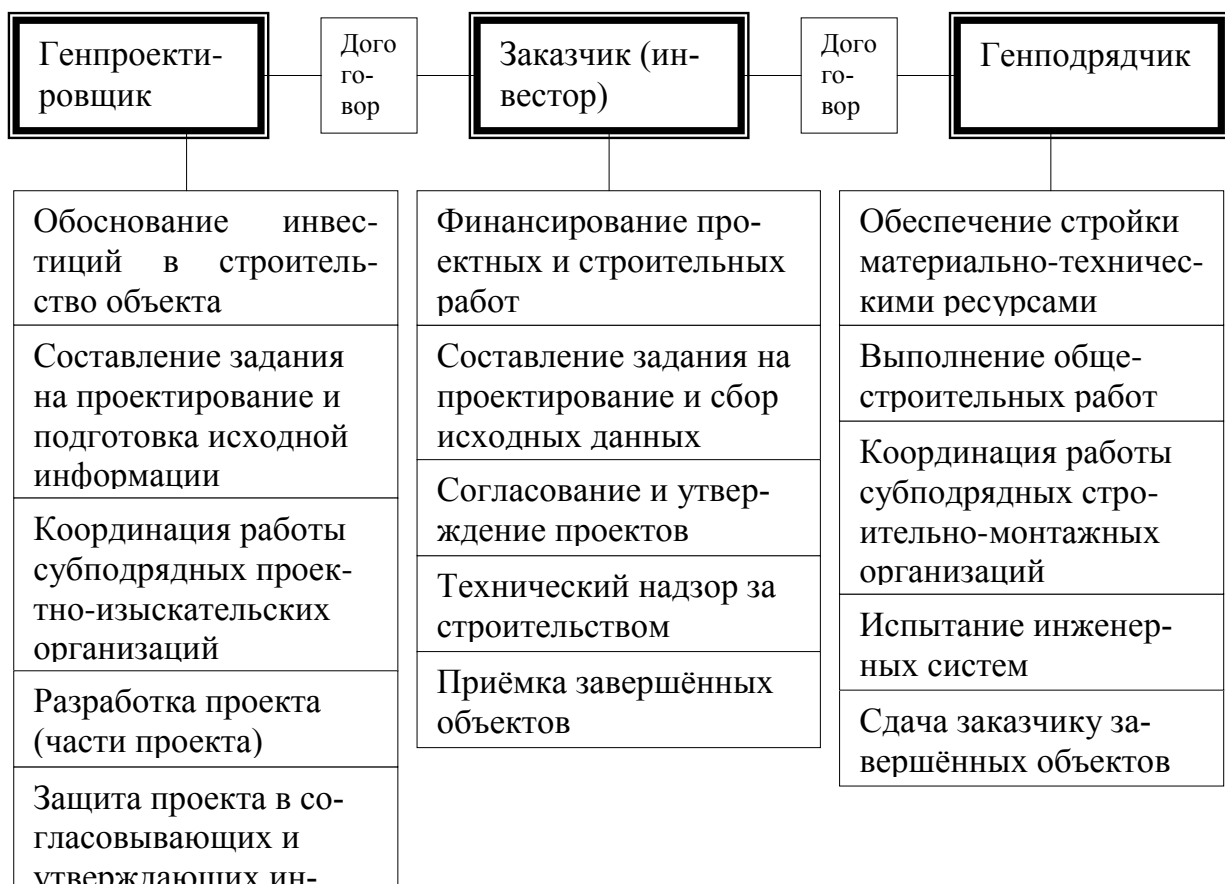 Генпроекти-
ровщик
Дого
го-
вор
Заказчик (ин-
вестор)
Дого
го-
вор
Генподрядчик
Обоснование инвес-
тиций в строитель-
ство объекта
Составление задания
на проектирование и
подготовка исходной
информации
Координация работы
субподрядных проек-
тно-изыскательских
организаций
Разработка проекта
(части проекта)
Защита проекта в со-
гласовывающих и
утверждающих ин-
Финансирование про-
ектных и строительных
работ
Составление задания на
проектирование и сбор
исходных данных
Согласование и утвер-
ждение проектов
Технический надзор за
строительством
Приёмка завершённых
объектов
Обеспечение стройки
материально-техничес-
кими ресурсами
Выполнение обще-
строительных работ
Координация работы
субподрядных стро-
ительно-монтажных
организаций
Испытание инженер-
ных систем
Сдача заказчику за-
вершённых объектов